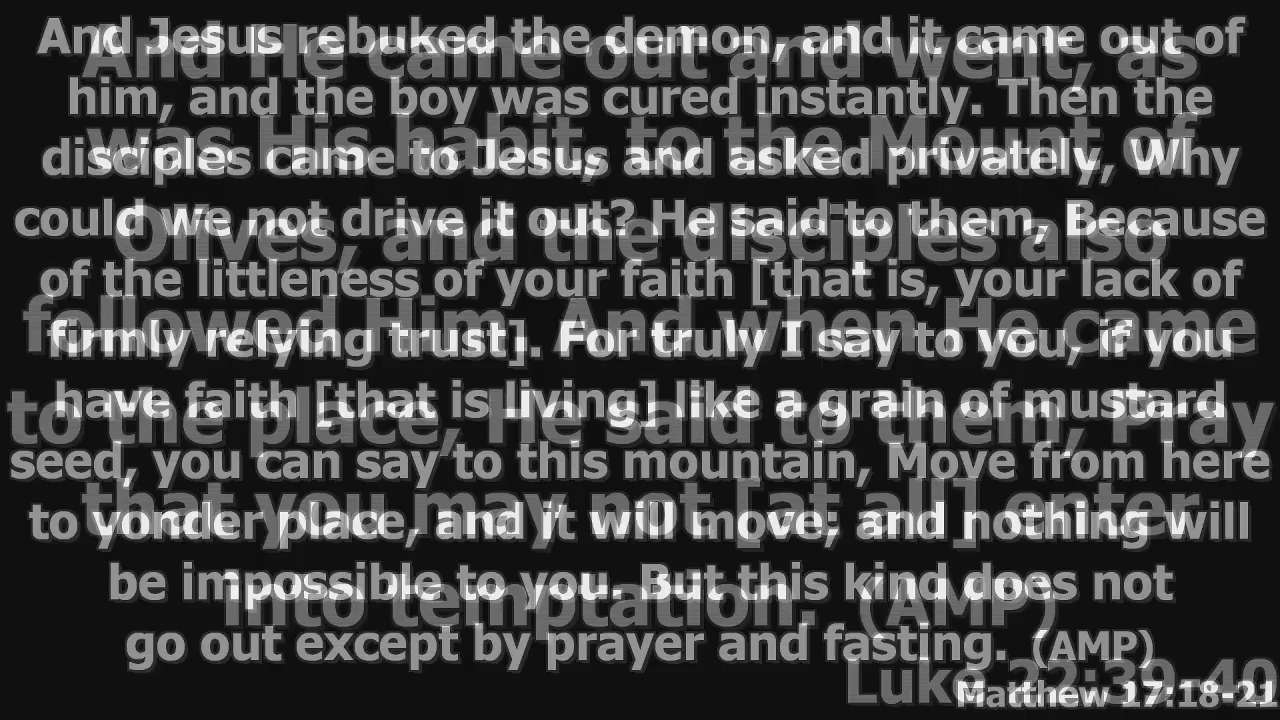 And Jesus rebuked the demon, and it came out of
him, and the boy was cured instantly. Then the
disciples came to Jesus and asked privately, Why
could we not drive it out? He said to them, Because
of the littleness of your faith [that is, your lack of
firmly relying trust]. For truly I say to you, if you
have faith [that is living] like a grain of mustard
seed, you can say to this mountain, Move from here
to yonder place, and it will move; and nothing will
be impossible to you. But this kind does not
go out except by prayer and fasting. (AMP)
Matthew 17:18-21
And He came out and went, as
was His habit, to the Mount of
Olives, and the disciples also
followed Him. And when He came
to the place, He said to them, Pray
that you may not [at all] enter
into temptation. (AMP)
Luke 22:39-40